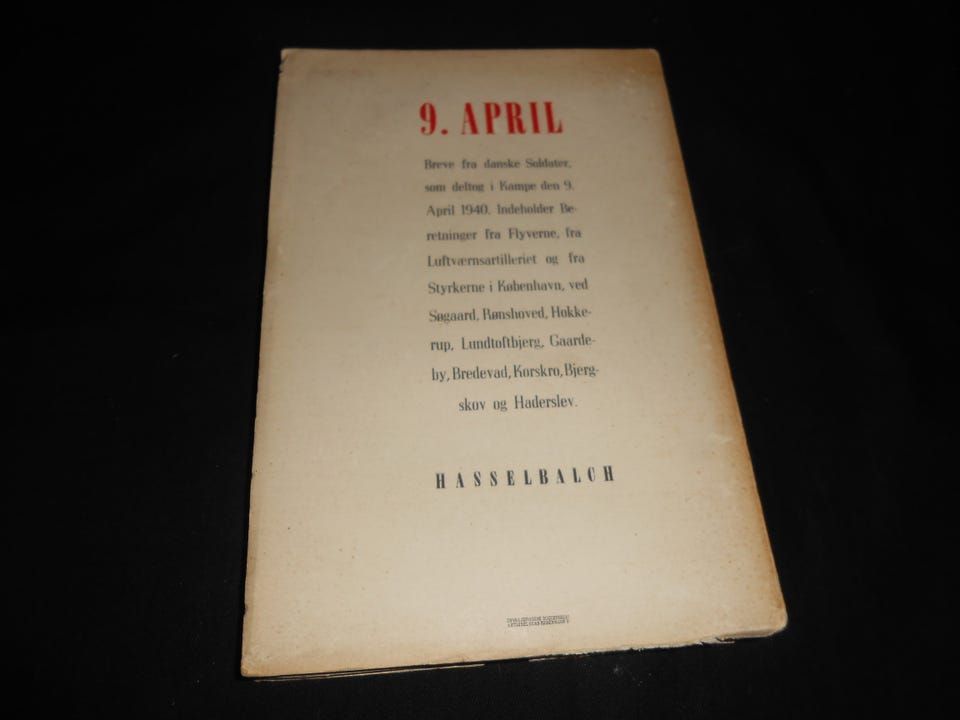 9. APRIL
Breve fra danske Soldater,
som deltog i Kampe den 9.
April 1940. Indeholder Be-
retninger fra Flyverne, fra
Luftværnsartilleriet og fra
Styrkerne i København, ved
Søgaard, Rønshoved, Hokke-
rup, Lundtoftbjerg, Gaarde-
by, Bredevad, Korskro, Bjerg-
skov og Haderslev.
HASSELBALCH